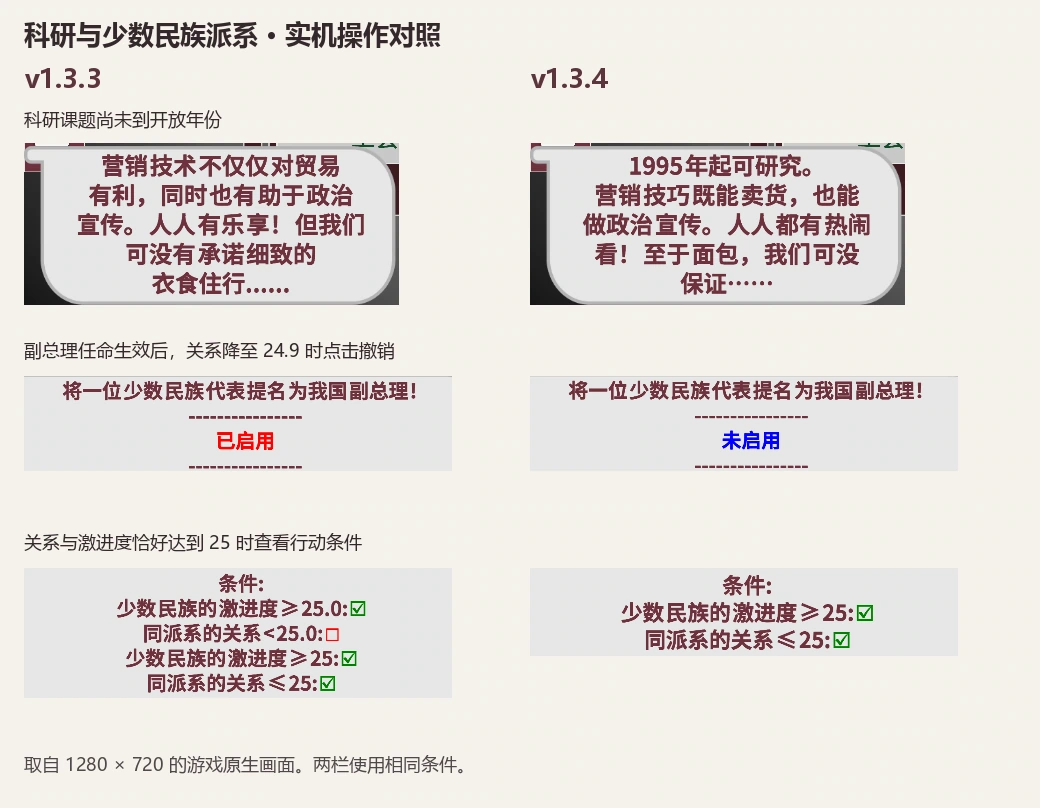 科研与少数民族派系·实机操作对照
v1.3.3
科研课题尚未到开放年份
营销技术不仅仅对贸易
有利，同时也有助于政治
宣传。人人有乐享！但我们
可没有承诺细致的
衣食住行......
副总理任命生效后，关系降至 24.9 时点击撤销
将一位少数民族代表提名为我国副总理！
----------------
已启用
----------------
关系与激进度恰好达到 25 时查看行动条件
条件:
少数民族的激进度≥25.0:☑
同派系的关系<25.0:☐
少数民族的激进度≥25:☑
同派系的关系≤25:☑
v1.3.4
1995年起可研究。
营销技巧既能卖货，也能
做政治宣传。人人都有热闹
看！至于面包，我们可没
保证……
将一位少数民族代表提名为我国副总理！
----------------
未启用
----------------
条件:
少数民族的激进度≥25:☑
同派系的关系≤25:☑
取自 1280 × 720 的游戏原生画面。两栏使用相同条件。